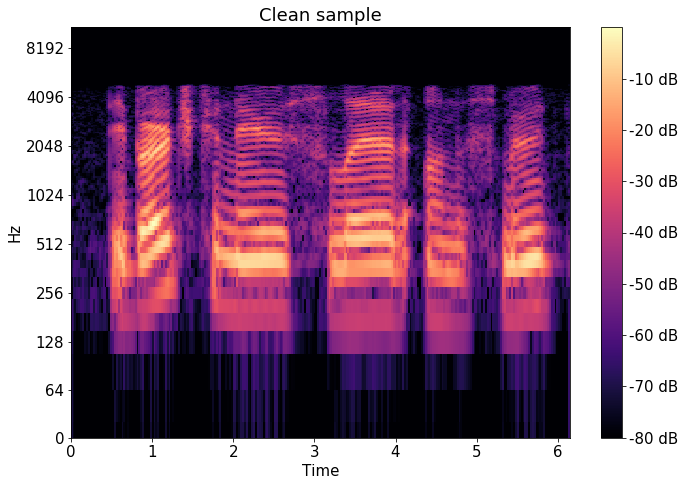 Clean sample
8192
4096
2048
1024
512
256
128
64
0
Hz
0 1 2 3 4 5 6
Time
-10 dB
-20 dB
-30 dB
-40 dB
-50 dB
-60 dB
-70 dB
-80 dB